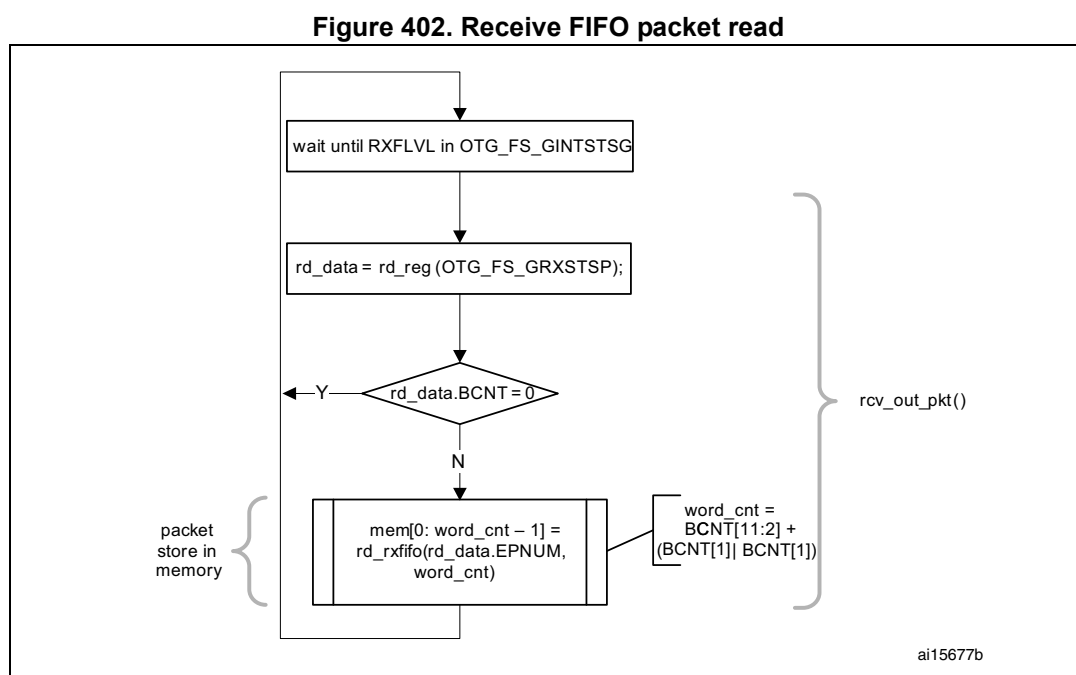 Figure 402. Receive FIFO packet read
wait until RXFLVL in OTG_FS_GINTSTSG
rd_data = rd_reg (OTG_FS_GRXSTSP);
rd_data.BCNT = 0
Y
rcv_out_pkt()
N
packet
store in
memory
mem[0: word_cnt – 1] =
rd_rxfifo(rd_data.EPNUM,
word_cnt)
word_cnt =
BCNT[11:2] +
(BCNT[1]| BCNT[1])
ai15677b